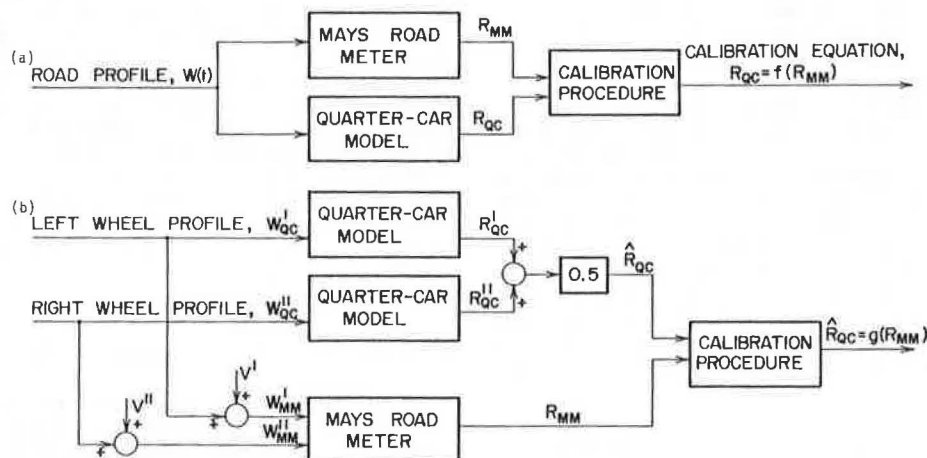 (a)
ROAD PROFILE, W(t)
MAYS ROAD
METER
R_MM
QUARTER-CAR
MODEL
R_QC
CALIBRATION
PROCEDURE
CALIBRATION EQUATION,
R_QC = f(R_MM)
(b)
LEFT WHEEL PROFILE, W^I_QC
QUARTER-CAR
MODEL
R^I_QC
+
+
0.5
R̂_QC
RIGHT WHEEL PROFILE, W^II_QC
QUARTER-CAR
MODEL
R^II_QC
CALIBRATION
PROCEDURE
R̂_QC = g(R_MM)
V^I
+
+
W^I_MM
V^II
+
+
W^II_MM
MAYS ROAD
METER
R_MM